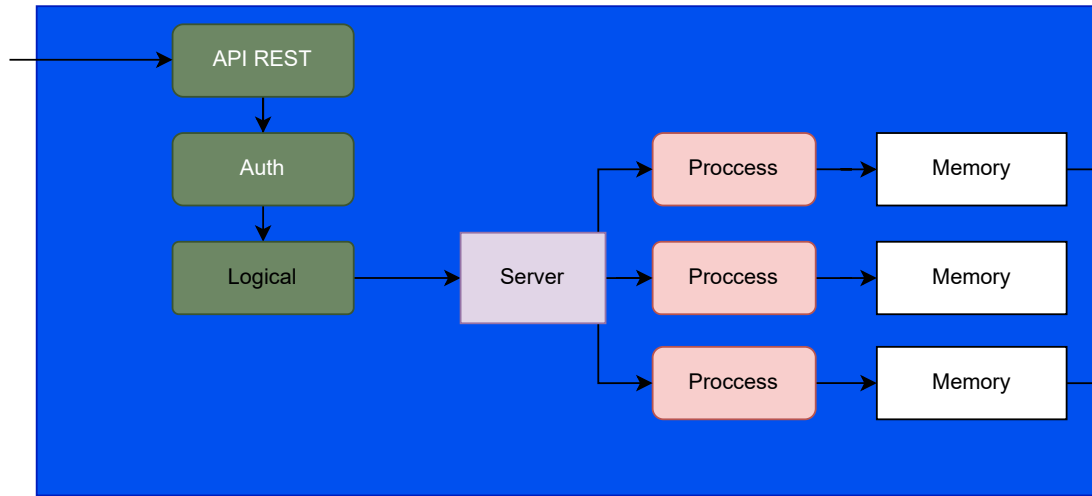 API REST
Auth
Logical
Server
Proccess
Memory
Proccess
Memory
Proccess
Memory